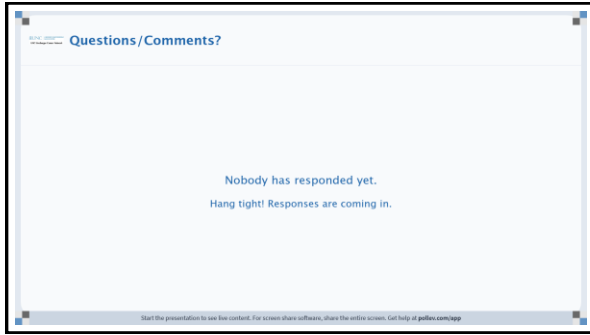 Questions/Comments?
Nobody has responded yet.
Hang tight! Responses are coming in.
Start the presentation to see live content. For screen share software, share the entire screen. Get help at pollev.com/app